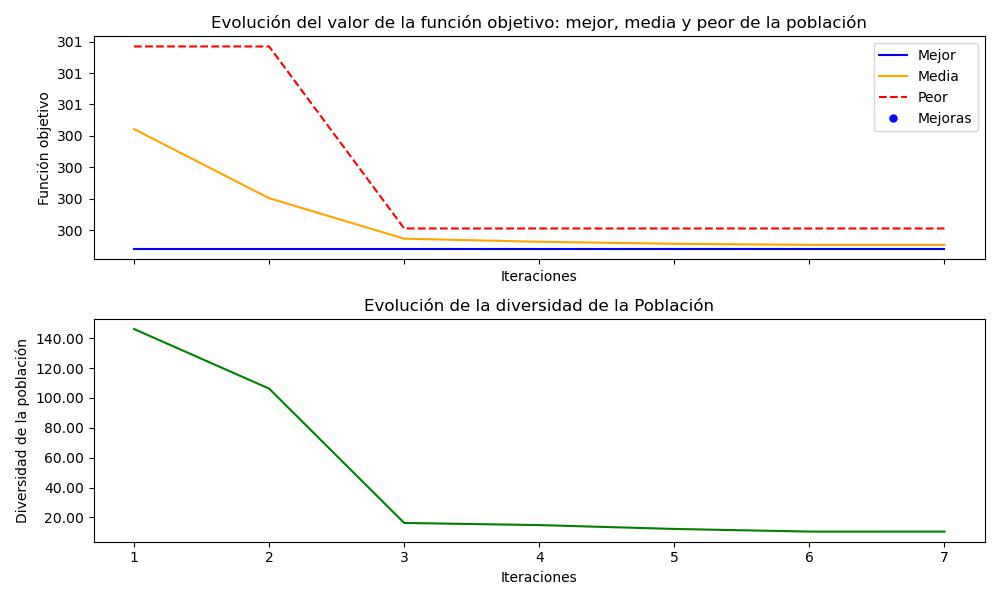 Evolución del valor de la función objetivo: mejor, media y peor de la población
Función objetivo
301
301
301
300
300
300
300
Mejor
Media
Peor
Mejoras
Iteraciones
Evolución de la diversidad de la Población
Diversidad de la población
140.00
120.00
100.00
80.00
60.00
40.00
20.00
1 2 3 4 5 6 7
Iteraciones